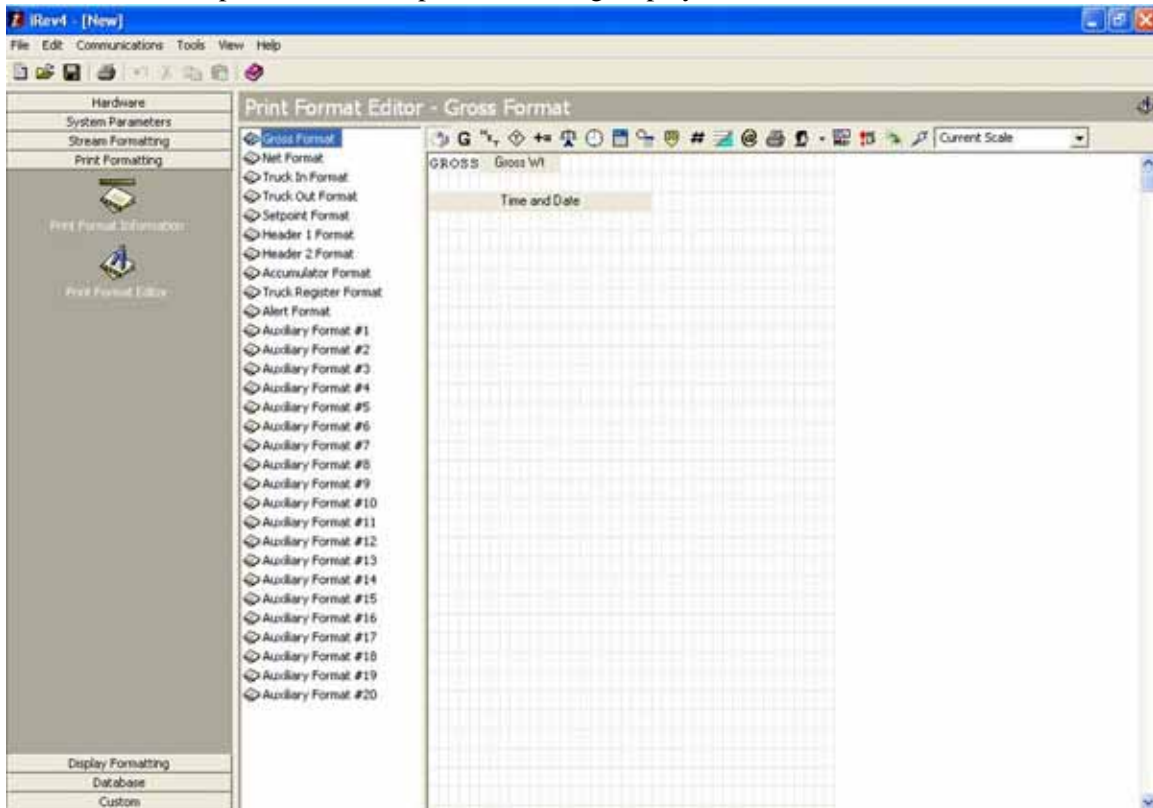 iRev4 - [New]
File Edit Communications Tools View Help
Hardware
System Parameters
Stream Formatting
Print Formatting
Print Format Information
Print Format Editor
Display Formatting
Database
Custom
Print Format Editor - Gross Format
Gross Format
Net Format
Truck In Format
Truck Out Format
Setpoint Format
Header 1 Format
Header 2 Format
Accumulator Format
Truck Register Format
Alert Format
Auxiliary Format #1
Auxiliary Format #2
Auxiliary Format #3
Auxiliary Format #4
Auxiliary Format #5
Auxiliary Format #6
Auxiliary Format #7
Auxiliary Format #8
Auxiliary Format #9
Auxiliary Format #10
Auxiliary Format #11
Auxiliary Format #12
Auxiliary Format #13
Auxiliary Format #14
Auxiliary Format #15
Auxiliary Format #16
Auxiliary Format #17
Auxiliary Format #18
Auxiliary Format #19
Auxiliary Format #20
Current Scale
GROSS Gross Wt
Time and Date